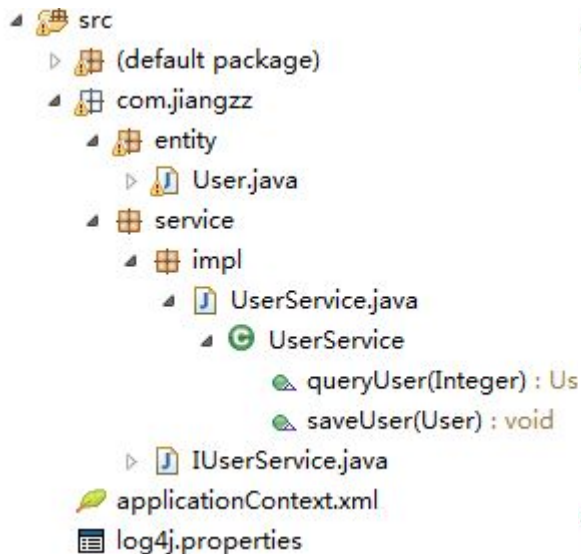 src
(default package)
com.jiangzz
entity
User.java
service
impl
UserService.java
UserService
queryUser(Integer) : Us
saveUser(User) : void
IUserService.java
applicationContext.xml
log4j.properties